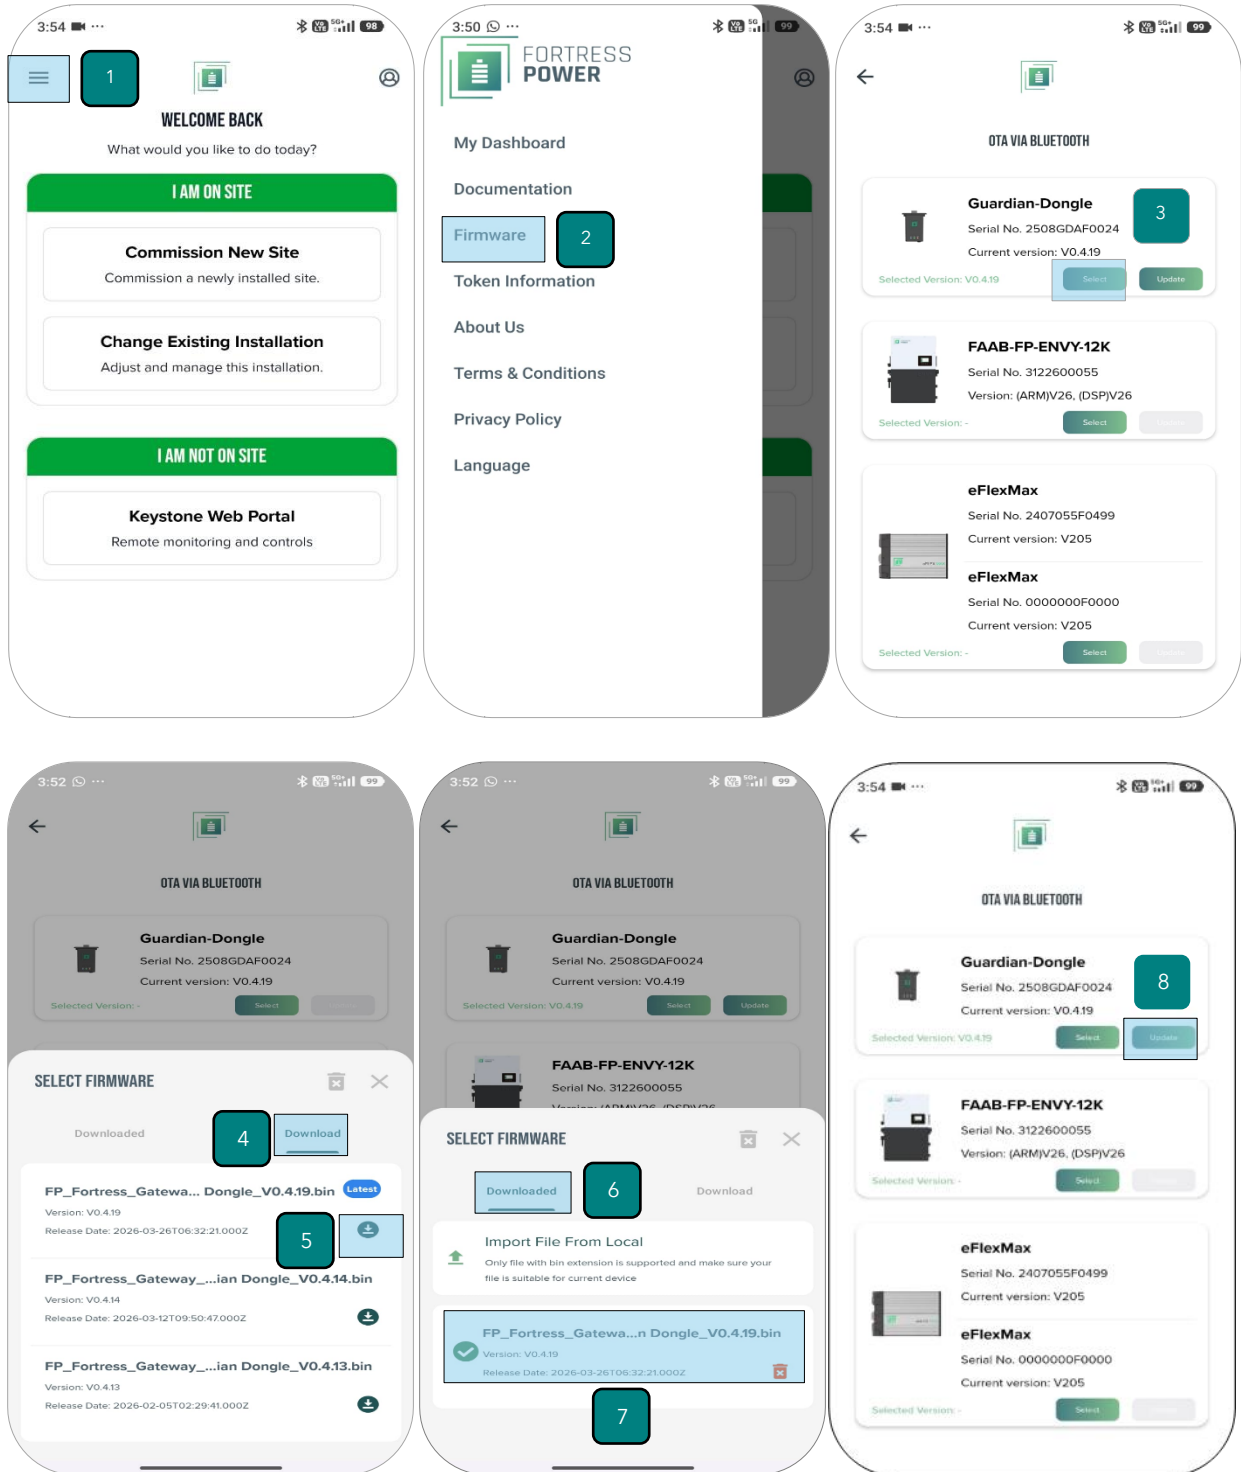 3:54 ···
VoLTE 5G+ 98
1
WELCOME BACK
What would you like to do today?
I AM ON SITE
Commission New Site
Commission a newly installed site.
Change Existing Installation
Adjust and manage this installation.
I AM NOT ON SITE
Keystone Web Portal
Remote monitoring and controls
3:50 ···
5G 99
FORTRESS
POWER
My Dashboard
Documentation
Firmware
2
Token Information
About Us
Terms & Conditions
Privacy Policy
Language
3:54 ···
5G+ 99
OTA VIA BLUETOOTH
Guardian-Dongle
3
Serial No. 2508GDAF0024
Current version: V0.4.19
Selected Version: V0.4.19 Select Update
FAAB-FP-ENVY-12K
Serial No. 3122600055
Version: (ARM)V26, (DSP)V26
Selected Version: - Select
eFlexMax
Serial No. 2407055F0499
Current version: V205
eFlexMax
Serial No. 0000000F0000
Current version: V205
Selected Version: - Select
3:52 ···
5G+ 99
OTA VIA BLUETOOTH
Guardian-Dongle
Serial No. 2508GDAF0024
Current version: V0.4.19
Selected Version: - Select
SELECT FIRMWARE
Downloaded
4
Download
FP_Fortress_Gatewa... Dongle_V0.4.19.bin Latest
Version: V0.4.19
Release Date: 2026-03-26T06:32:21.000Z
5
FP_Fortress_Gateway_...ian Dongle_V0.4.14.bin
Version: V0.4.14
Release Date: 2026-03-12T09:50:47.000Z
FP_Fortress_Gateway_...ian Dongle_V0.4.13.bin
Version: V0.4.13
Release Date: 2026-02-05T02:29:41.000Z
3:52 ···
5G+ 99
OTA VIA BLUETOOTH
Guardian-Dongle
Serial No. 2508GDAF0024
Current version: V0.4.19
Selected Version: V0.4.19 Select Update
FAAB-FP-ENVY-12K
Serial No. 3122600055
Version: (ARM)V26, (DSP)V26
SELECT FIRMWARE
Downloaded
6
Download
Import File From Local
Only file with bin extension is supported and make sure your
file is suitable for current device
FP_Fortress_Gatewa...n Dongle_V0.4.19.bin
Version: V0.4.19
Release Date: 2026-03-26T06:32:21.000Z
7
3:54 ···
5G+ 99
OTA VIA BLUETOOTH
Guardian-Dongle
8
Serial No. 2508GDAF0024
Current version: V0.4.19
Selected Version: V0.4.19 Select Update
FAAB-FP-ENVY-12K
Serial No. 3122600055
Version: (ARM)V26, (DSP)V26
Selected Version: - Select
eFlexMax
Serial No. 2407055F0499
Current version: V205
eFlexMax
Serial No. 0000000F0000
Current version: V205
Selected Version: - Select